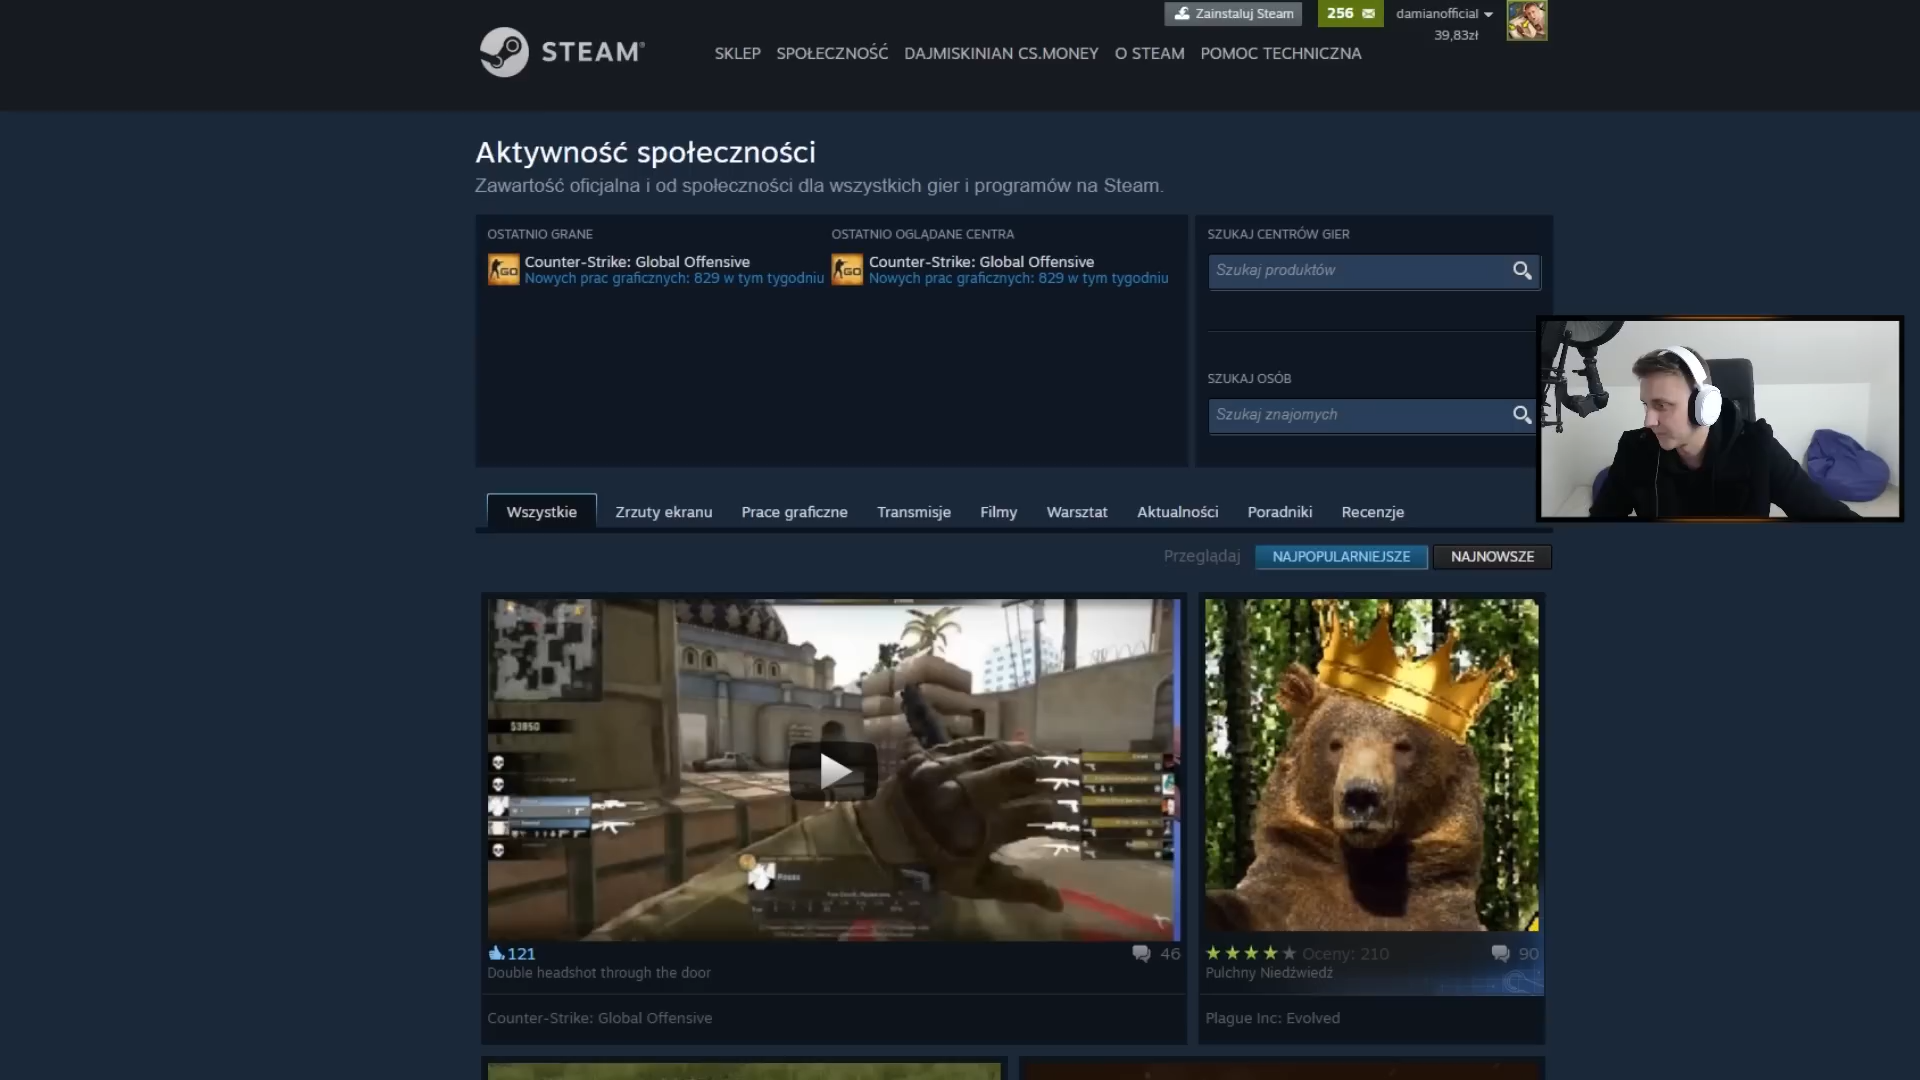 Zainstaluj Steam
256
damianofficial
39,83zł
STEAM®
SKLEP
SPOŁECZNOŚĆ
DAJMISKINIAN CS.MONEY
O STEAM
POMOC TECHNICZNA
Aktywność społeczności
Zawartość oficjalna i od społeczności dla wszystkich gier i programów na Steam.
OSTATNIO GRANE
GO
Counter-Strike: Global Offensive
Nowych prac graficznych: 829 w tym tygodniu
OSTATNIO OGLĄDANE CENTRA
GO
Counter-Strike: Global Offensive
Nowych prac graficznych: 829 w tym tygodniu
SZUKAJ CENTRÓW GIER
Szukaj produktów
SZUKAJ OSÓB
Szukaj znajomych
Wszystkie
Zrzuty ekranu
Prace graficzne
Transmisje
Filmy
Warsztat
Aktualności
Poradniki
Recenzje
Przeglądaj
NAJPOPULARNIEJSZE
NAJNOWSZE
$3850
121
46
Double headshot through the door
Counter-Strike: Global Offensive
Oceny: 210
90
Pulchny Niedźwiedź
Plague Inc: Evolved